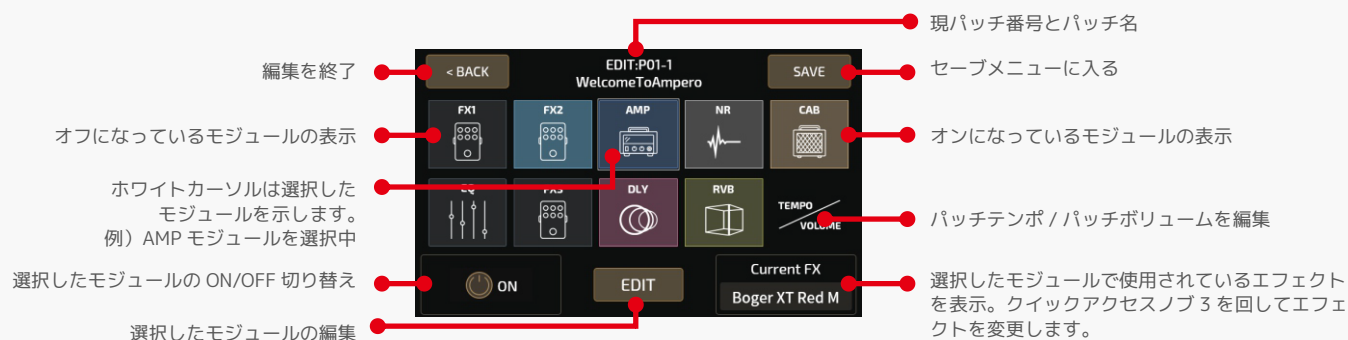 現パッチ番号とパッチ名
編集を終了
< BACK
EDIT:P01-1
WelcomeToAmpero
SAVE
セーブメニューに入る
FX1
FX2
AMP
NR
CAB
オフになっているモジュールの表示
オンになっているモジュールの表示
ホワイトカーソルは選択した
モジュールを示します。
例）AMP モジュールを選択中
EQ
FX3
DLY
RVB
TEMPO
VOLUME
パッチテンポ / パッチボリュームを編集
選択したモジュールの ON/OFF 切り替え
ON
EDIT
Current FX
Boger XT Red M
選択したモジュールで使用されているエフェクト
を表示。クイックアクセスノブ 3 を回してエフェ
クトを変更します。
選択したモジュールの編集